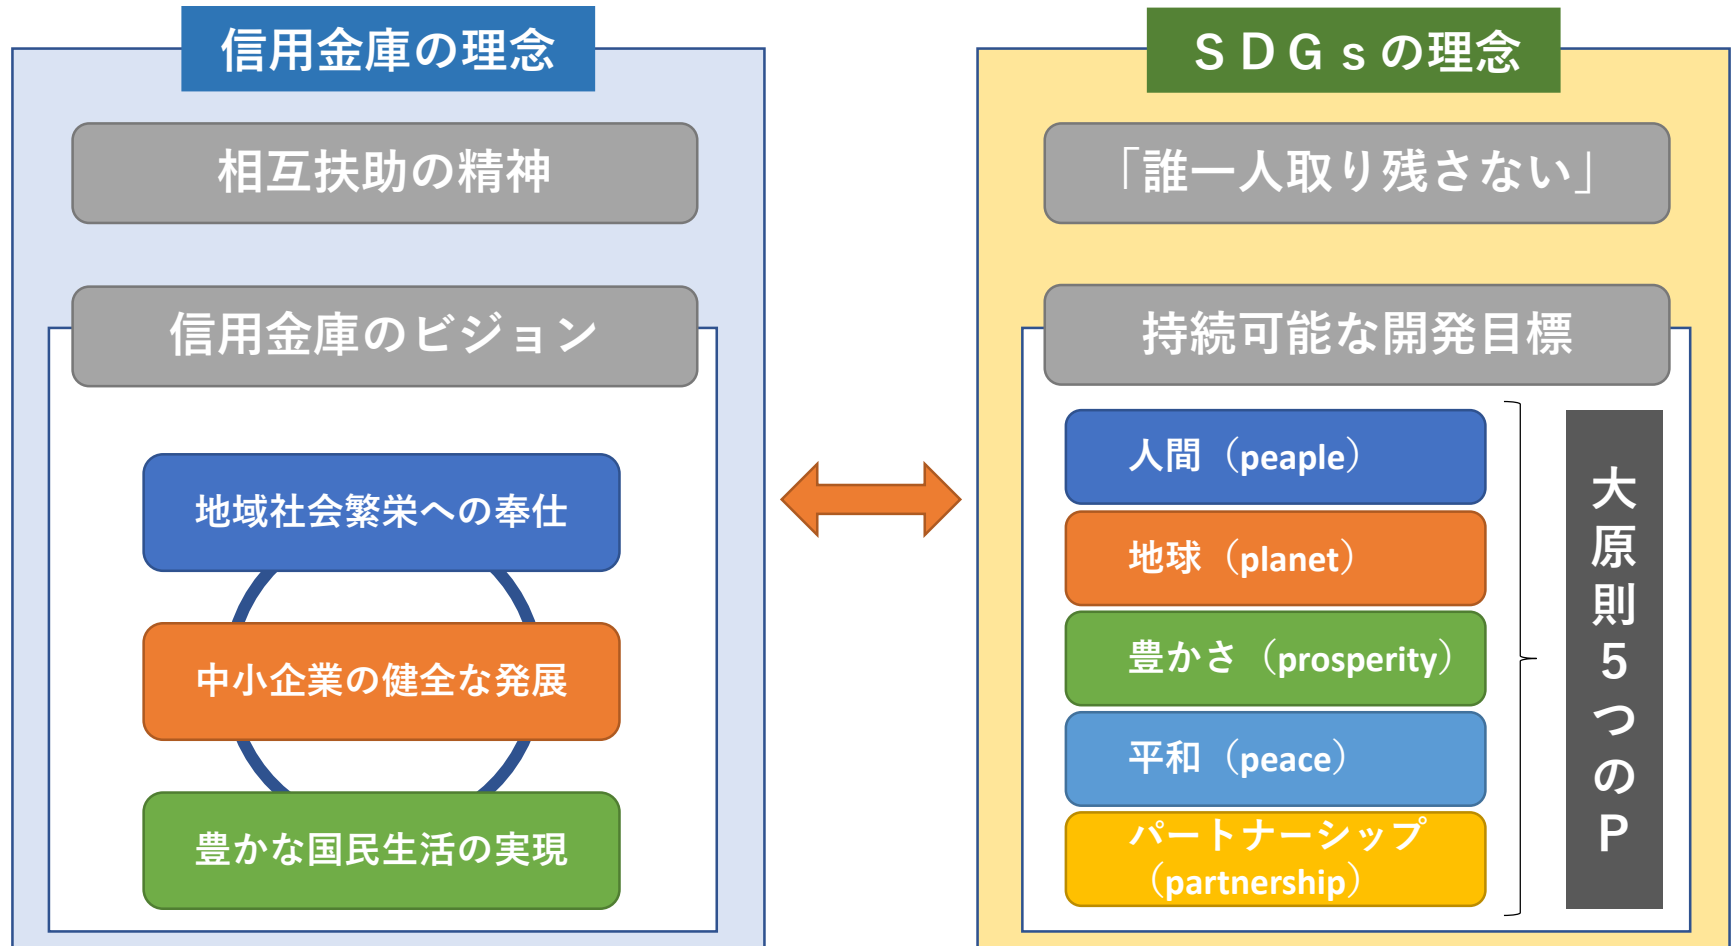 信用金庫の理念
相互扶助の精神
信用金庫のビジョン
地域社会繁栄への奉仕
中小企業の健全な発展
豊かな国民生活の実現
ＳＤＧｓの理念
「誰一人取り残さない」
持続可能な開発目標
人間（peaple）
地球（planet）
豊かさ（prosperity）
平和（peace）
パートナーシップ
（partnership）
大原則５つのＰ